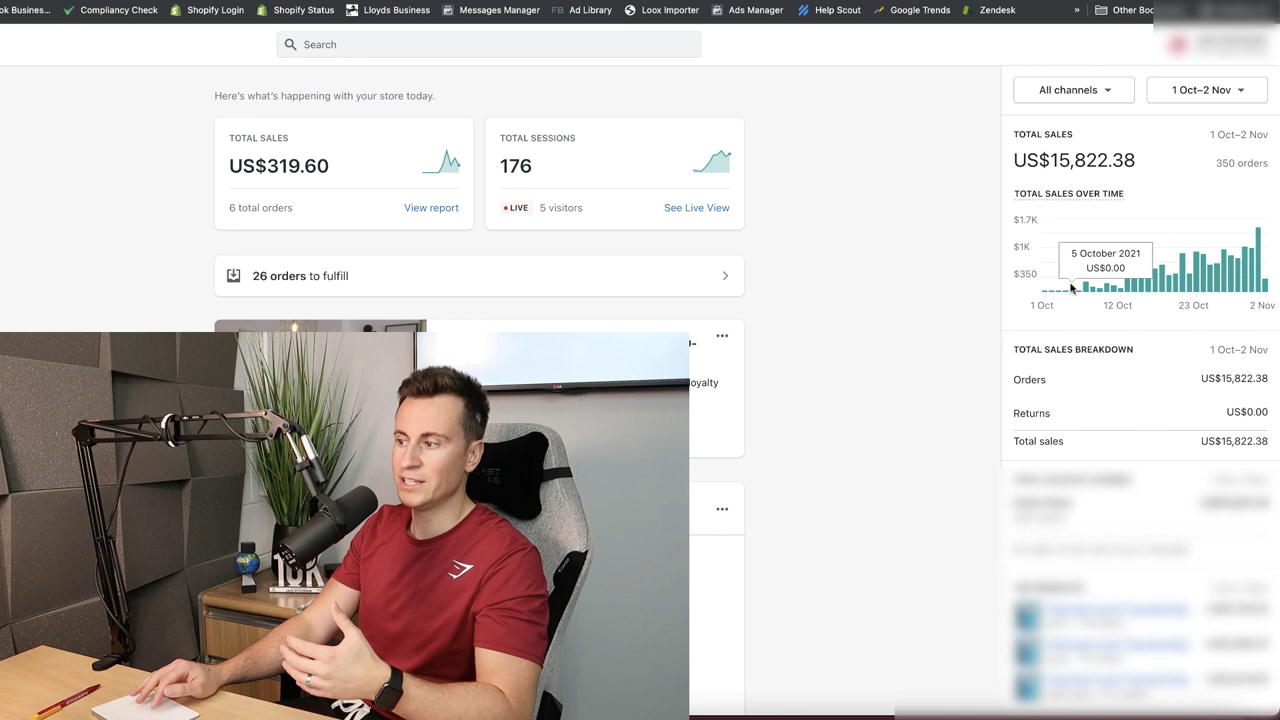 ok Business...
Compliancy Check
Shopify Login
Shopify Status
Lloyds Business
Messages Manager
FB Ad Library
Loox Importer
Ads Manager
Help Scout
Google Trends
Zendesk
»
Search
Here's what's happening with your store today.
TOTAL SALES
US$319.60
6 total orders
View report
TOTAL SESSIONS
176
LIVE
5 visitors
See Live View
26 orders to fulfill
oyalty
All channels
1 Oct–2 Nov
TOTAL SALES 1 Oct–2 Nov
US$15,822.38 350 orders
TOTAL SALES OVER TIME
$1.7K
$1K
$350
5 October 2021
US$0.00
1 Oct 12 Oct 23 Oct 2 Nov
TOTAL SALES BREAKDOWN 1 Oct–2 Nov
Orders US$15,822.38
Returns US$0.00
Total sales US$15,822.38
10K